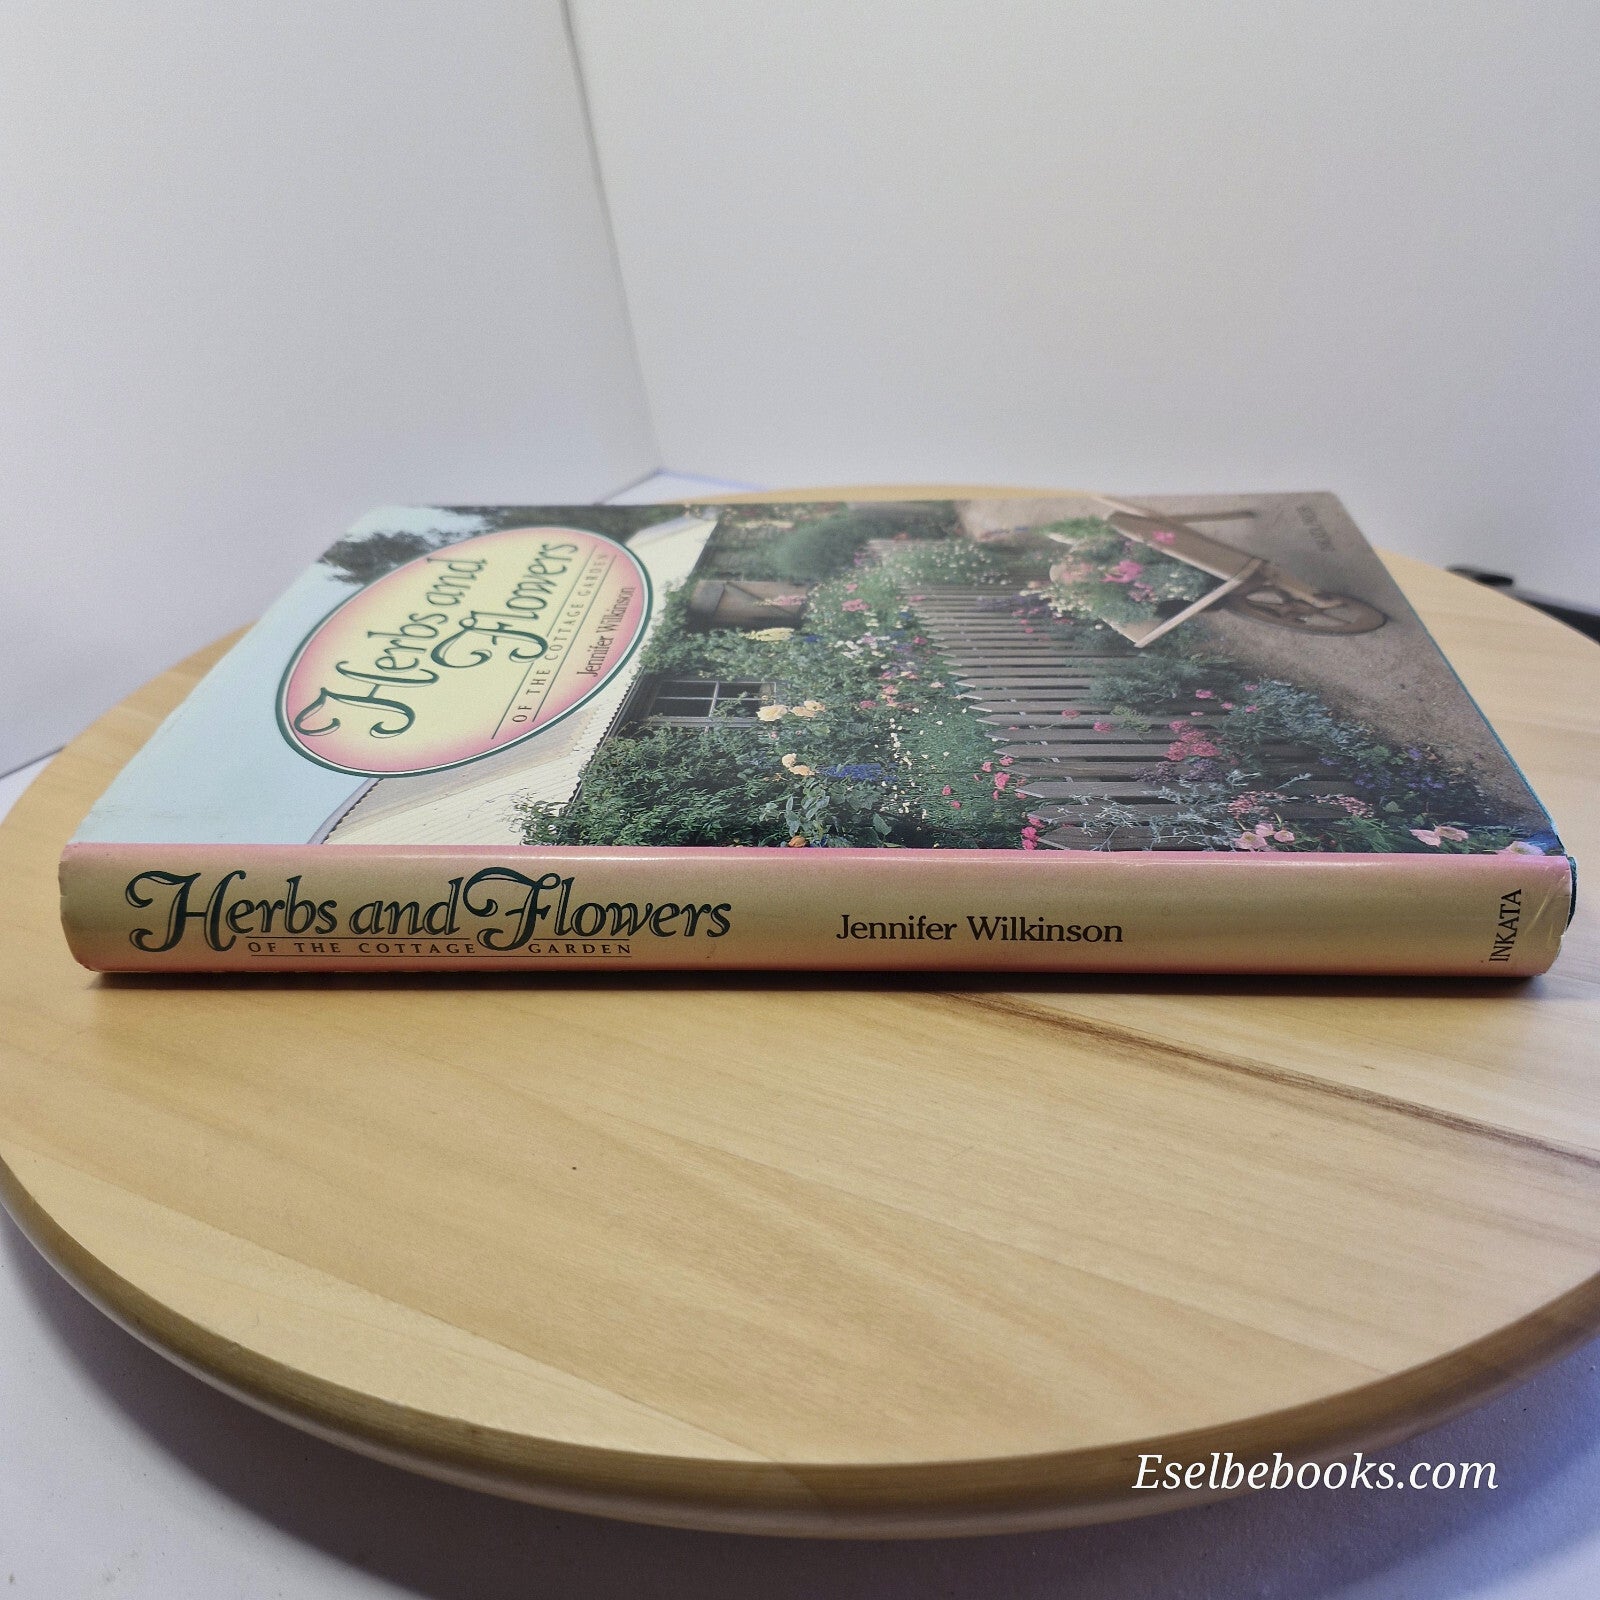 Herbs and
Flowers
OF THE COTTAGE GARDEN
Jennifer Wilkinson
Herbs and Flowers
OF THE COTTAGE GARDEN
Jennifer Wilkinson
INKATA
Eselbebooks.com